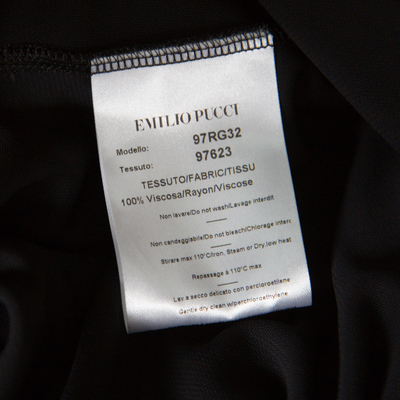 EMILIO PUCCI
Modello: 97RG32
Tessuto: 97623
TESSUTO/FABRIC/TISSU
100% Viscosa/Rayon/Viscose
Non lavare/Do not wash/Lavage interdit
Non candaggiabile/Do not bleach/Chlorage interdit
Stirare max 110°C/Iron, Steam or Dry, low heat
Repassage à 110°C max
Lav a secco delicato con percloroetilene
Gentle dry clean w/perchloroethylene